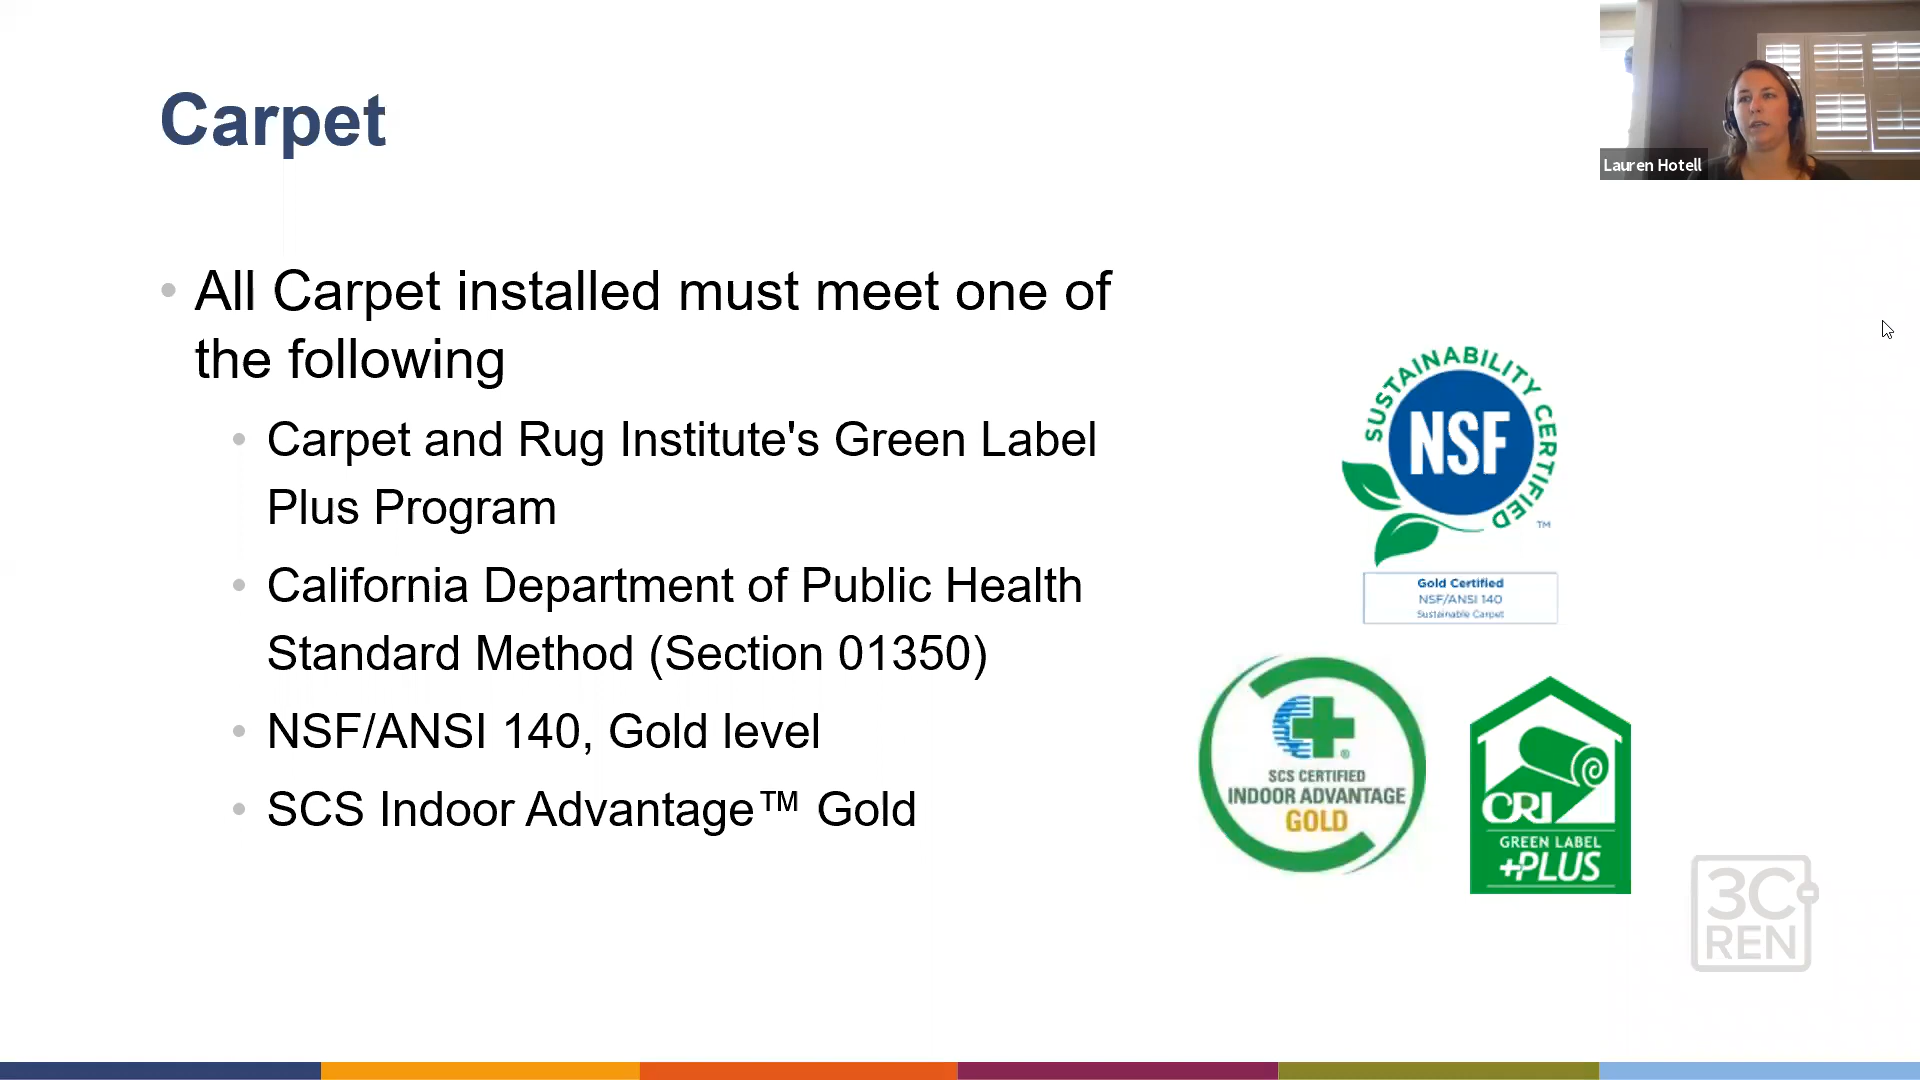 Carpet
Lauren Hotell
• All Carpet installed must meet one of
the following
• Carpet and Rug Institute's Green Label
Plus Program
• California Department of Public Health
Standard Method (Section 01350)
• NSF/ANSI 140, Gold level
• SCS Indoor Advantage™ Gold
SUSTAINABILITY CERTIFIED
NSF
™
Gold Certified
NSF/ANSI 140
Sustainable Carpet
®
SCS CERTIFIED
INDOOR ADVANTAGE
GOLD
CRI
GREEN LABEL
+PLUS
3C-
REN